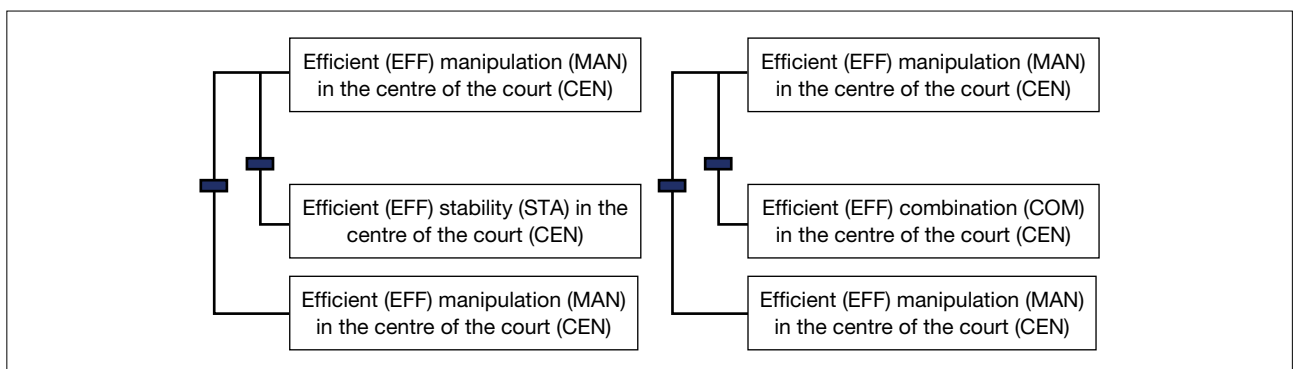 Efficient (EFF) manipulation (MAN)
in the centre of the court (CEN)
Efficient (EFF) stability (STA) in the
centre of the court (CEN)
Efficient (EFF) manipulation (MAN)
in the centre of the court (CEN)
Efficient (EFF) manipulation (MAN)
in the centre of the court (CEN)
Efficient (EFF) combination (COM)
in the centre of the court (CEN)
Efficient (EFF) manipulation (MAN)
in the centre of the court (CEN)